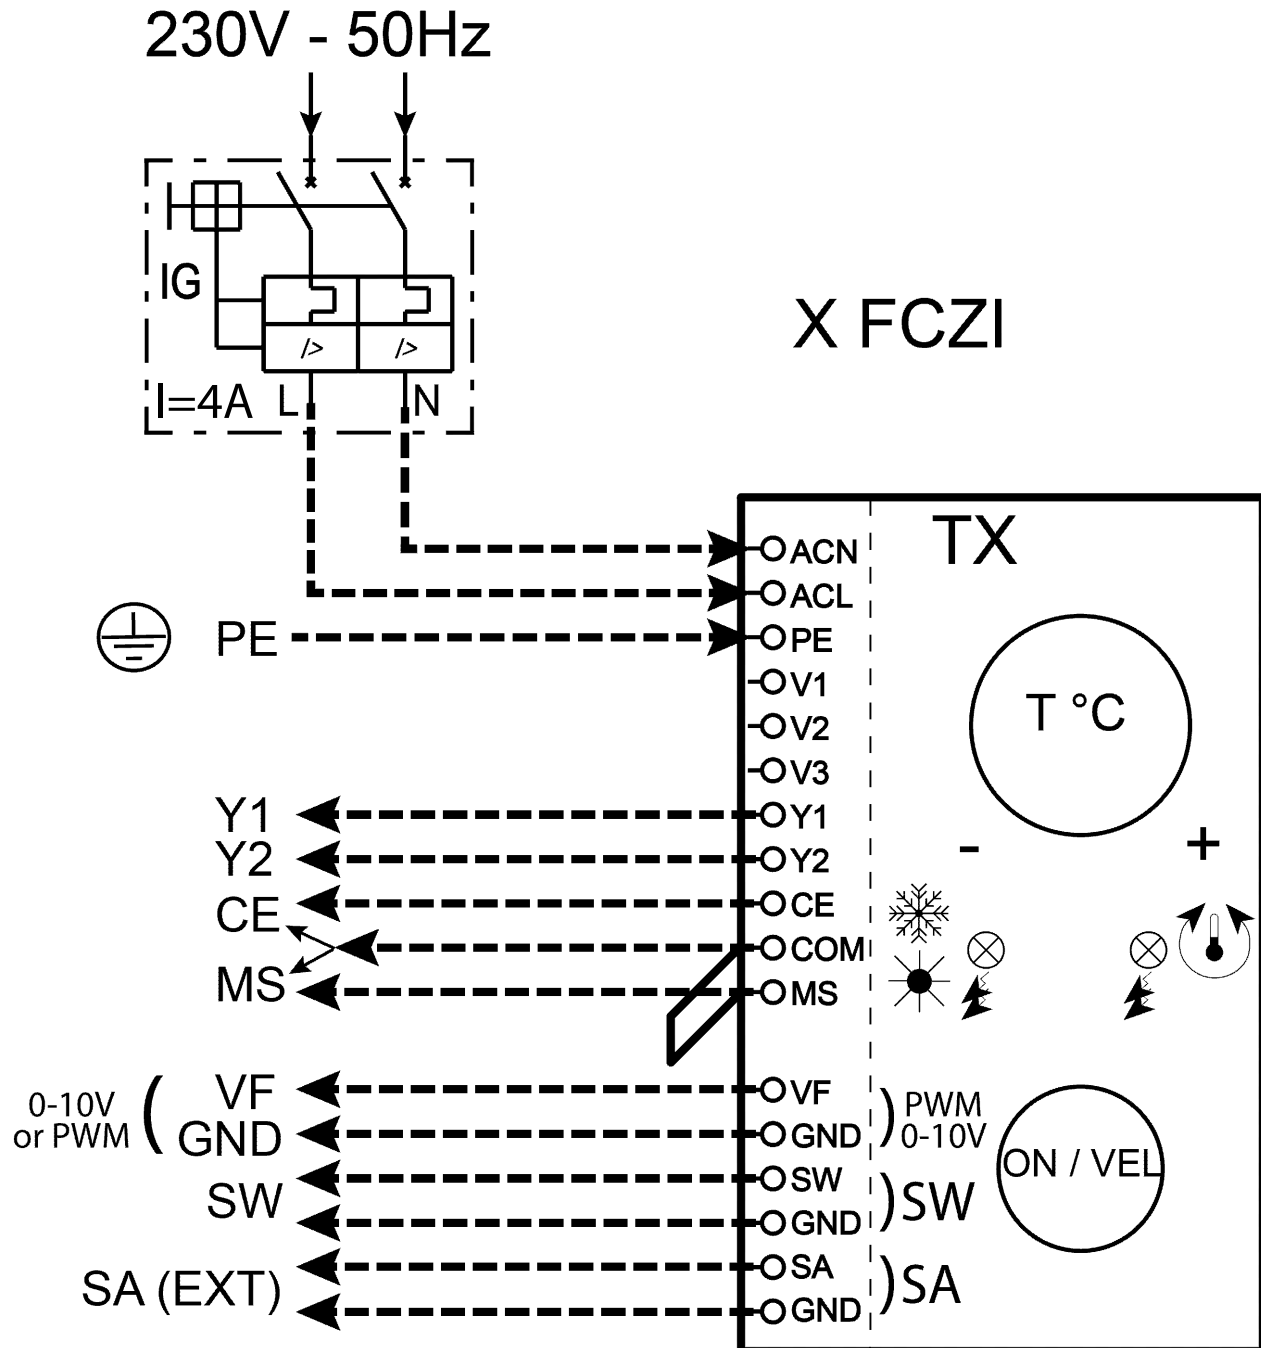 230V - 50Hz
IG
/> />
I=4A L N
X FCZI
TX
ACN
ACL
PE PE
V1
V2
V3
T °C
Y1 Y1
Y2 Y2
- +
CE CE
COM
MS MS
0-10V
or PWM
( VF VF ) PWM
GND GND 0-10V
ON / VEL
SW SW ) SW
GND
SA (EXT) SA ) SA
GND